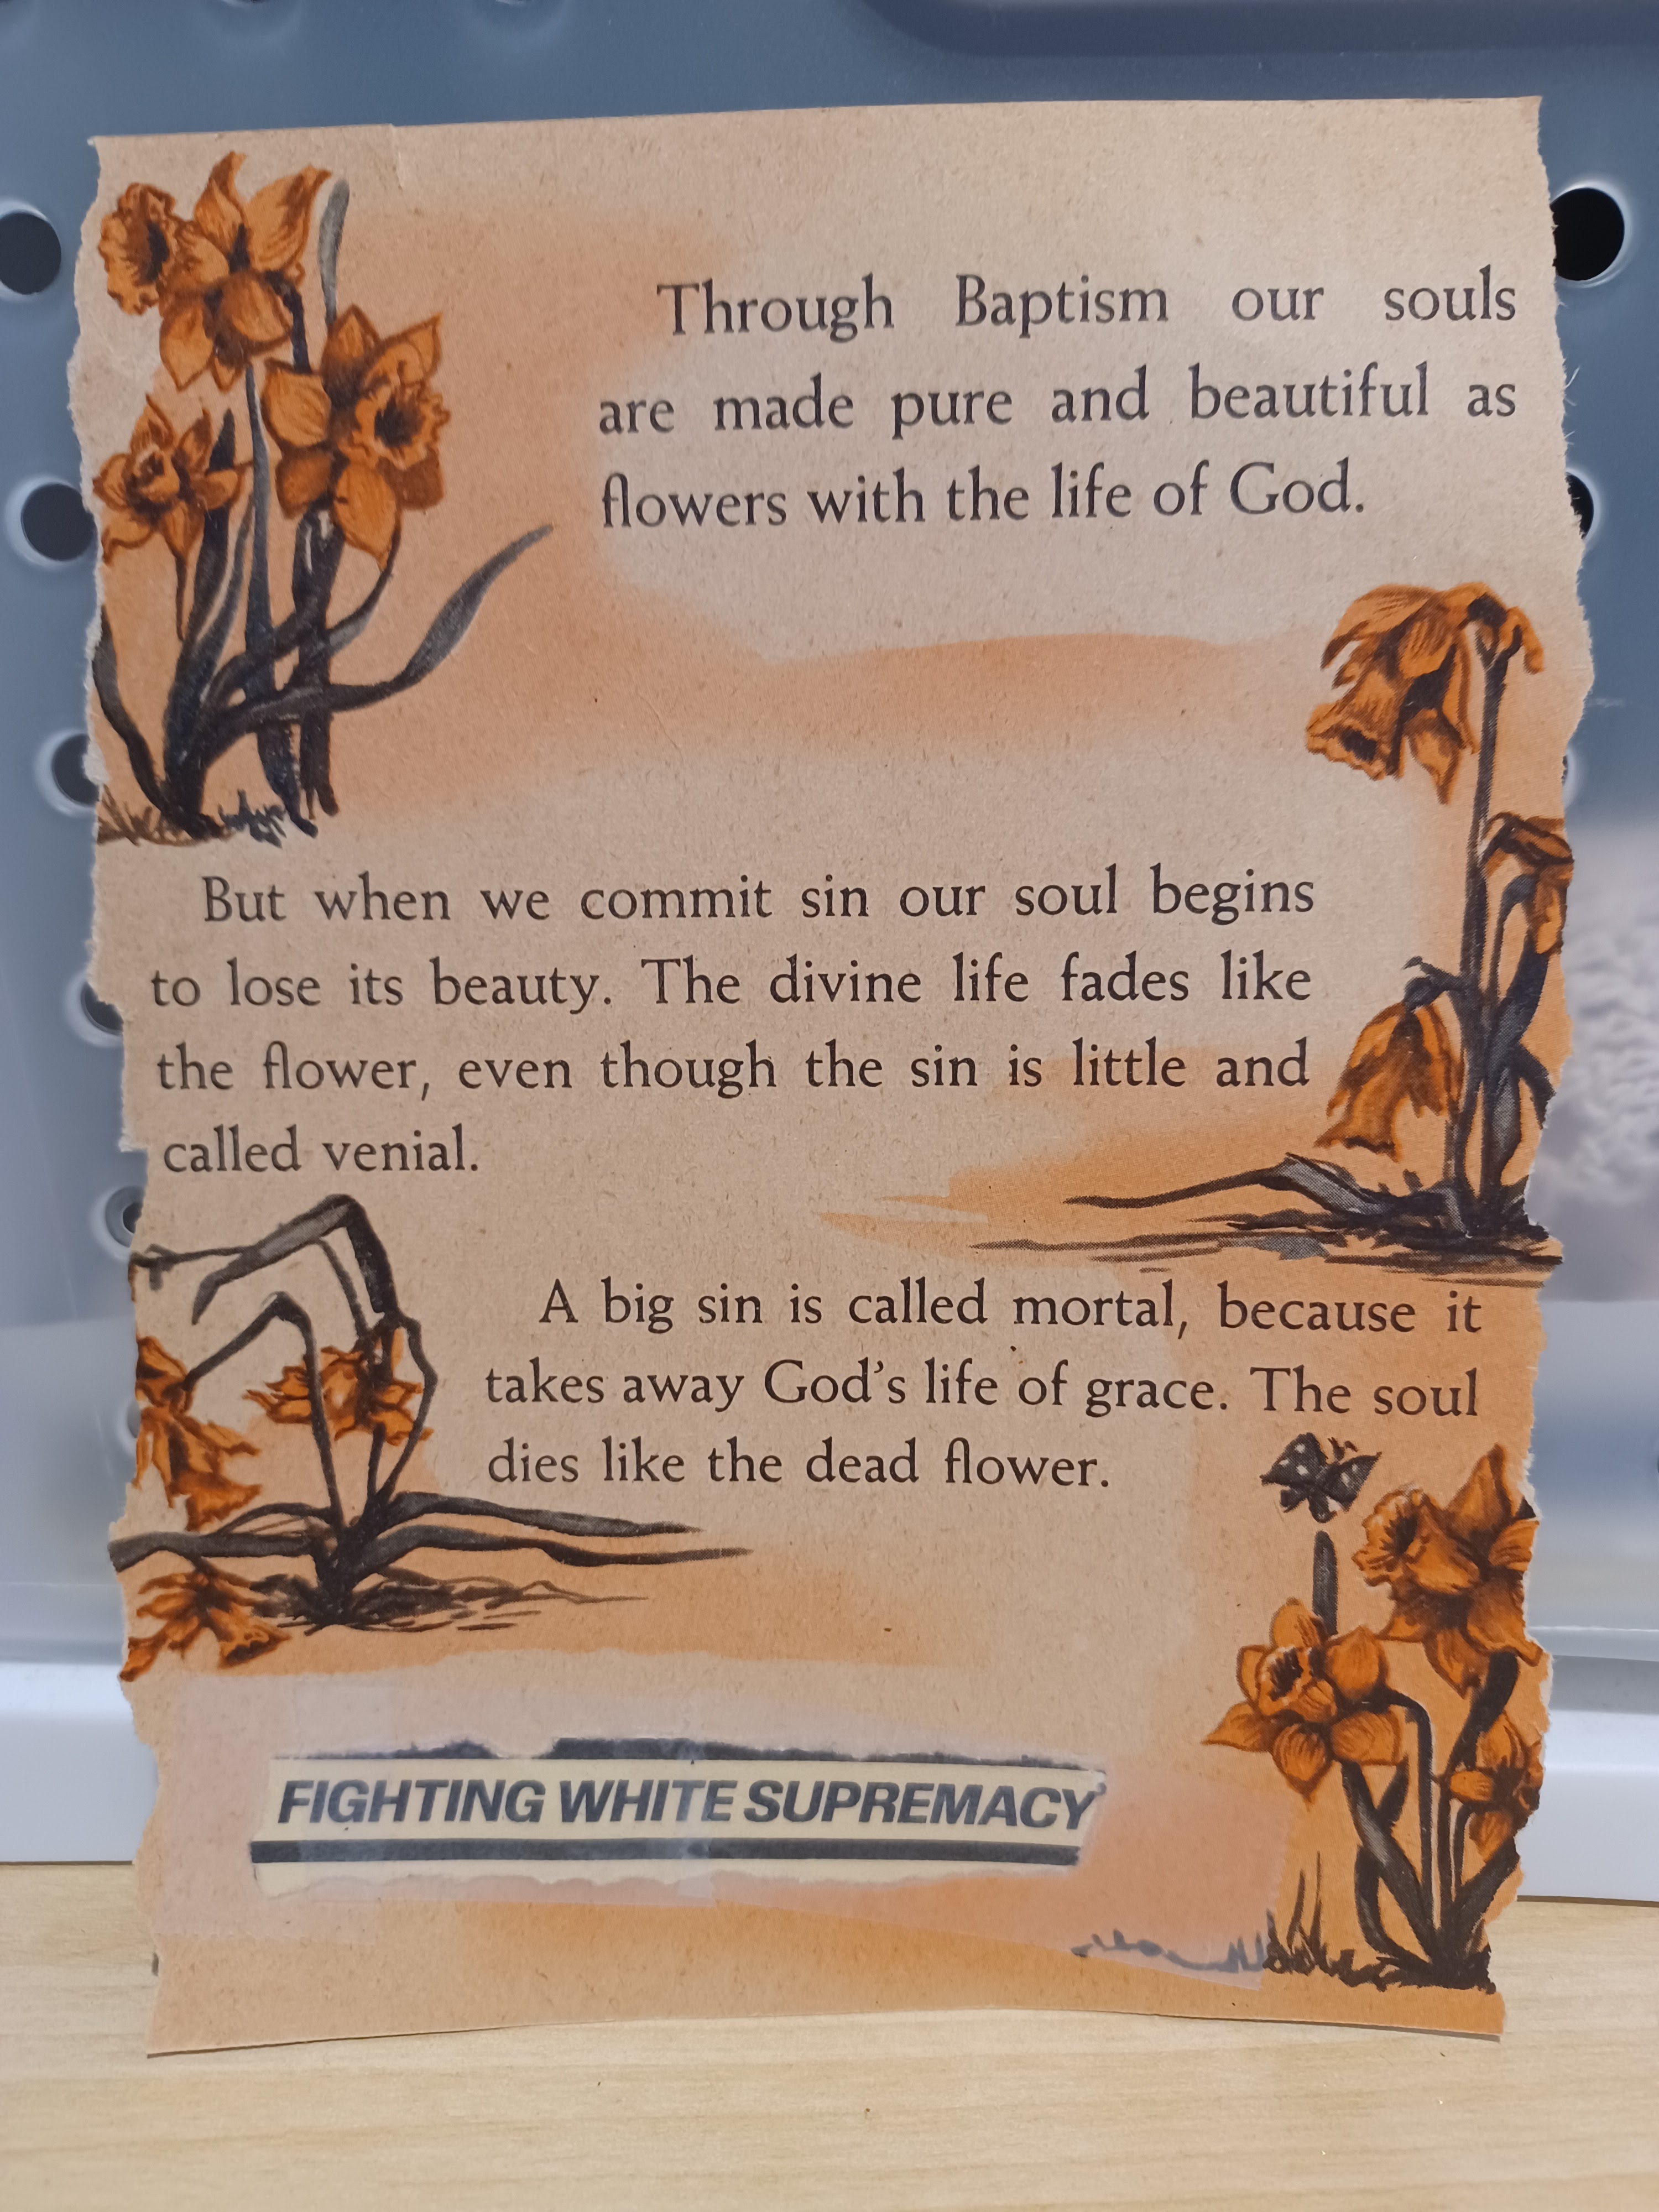 Through Baptism our souls
are made pure and beautiful as
flowers with the life of God.
But when we commit sin our soul begins
to lose its beauty. The divine life fades like
the flower, even though the sin is little and
called venial.
A big sin is called mortal, because it
takes away God's life of grace. The soul
dies like the dead flower.
FIGHTING WHITE SUPREMACY